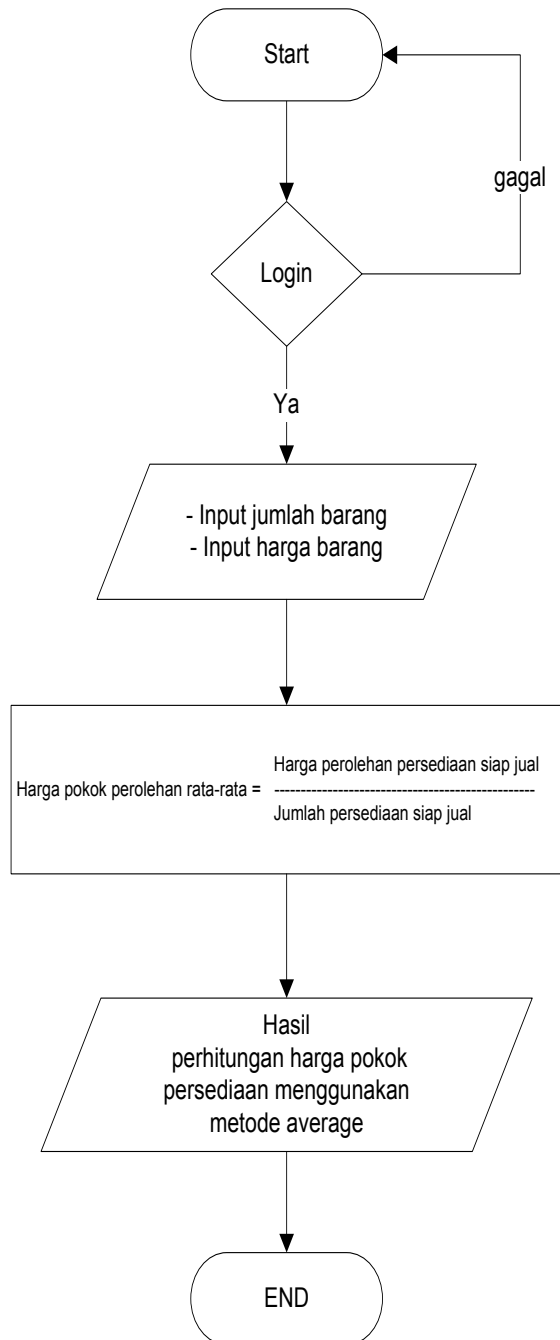 Start
gagal
Login
Ya
- Input jumlah barang
- Input harga barang
Harga perolehan persediaan siap jual
Harga pokok perolehan rata-rata = ----------------------------------------------------
Jumlah persediaan siap jual
Hasil
perhitungan harga pokok
persediaan menggunakan
metode average
END